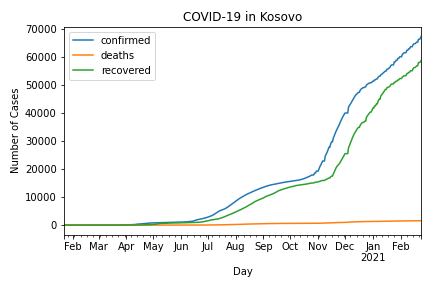 COVID-19 in Kosovo
confirmed
deaths
recovered
Number of Cases
70000
60000
50000
40000
30000
20000
10000
0
Feb Mar Apr May Jun Jul Aug Sep Oct Nov Dec Jan Feb
2021
Day